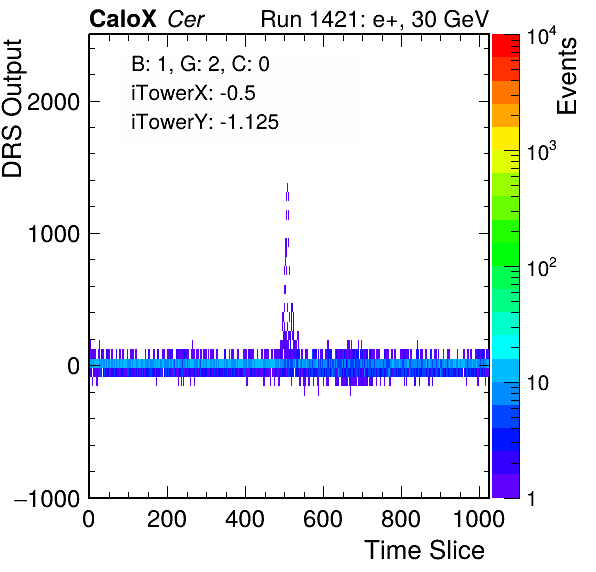 CaloX Cer Run 1421: e+, 30 GeV
B: 1, G: 2, C: 0
iTowerX: -0.5
iTowerY: -1.125
DRS Output
2000
1000
0
−1000
0 200 400 600 800 1000
Time Slice
Events
10^4
10^3
10^2
10
1